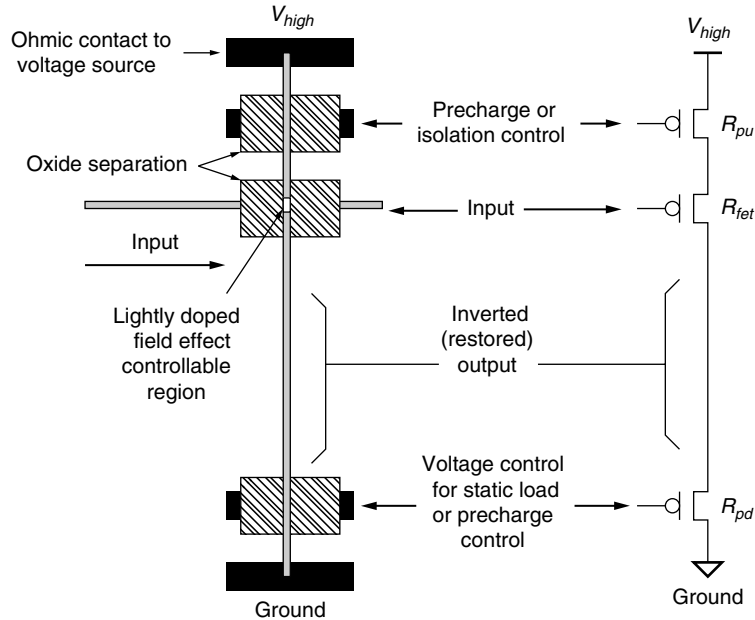 V_high
Ohmic contact to
voltage source
V_high
Precharge or
isolation control
R_pu
Oxide separation
Input
R_fet
Input
Lightly doped
field effect
controllable
region
Inverted
(restored)
output
Voltage control
for static load
or precharge
control
R_pd
Ground
Ground